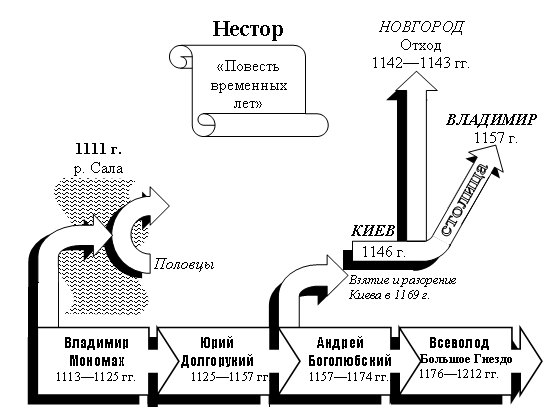 Нестор
«Повесть
временных
лет»
НОВГОРОД
Отход
1142—1143 гг.
ВЛАДИМИР
1157 г.
1111 г.
р. Сала
Половцы
СТОЛИЦА
КИЕВ
1146 г.
Взятие и разорение
Киева в 1169 г.
Владимир
Мономах
1113—1125 гг.
Юрий
Долгорукий
1125—1157 гг.
Андрей
Боголюбский
1157—1174 гг.
Всеволод
Большое Гнездо
1176—1212 гг.